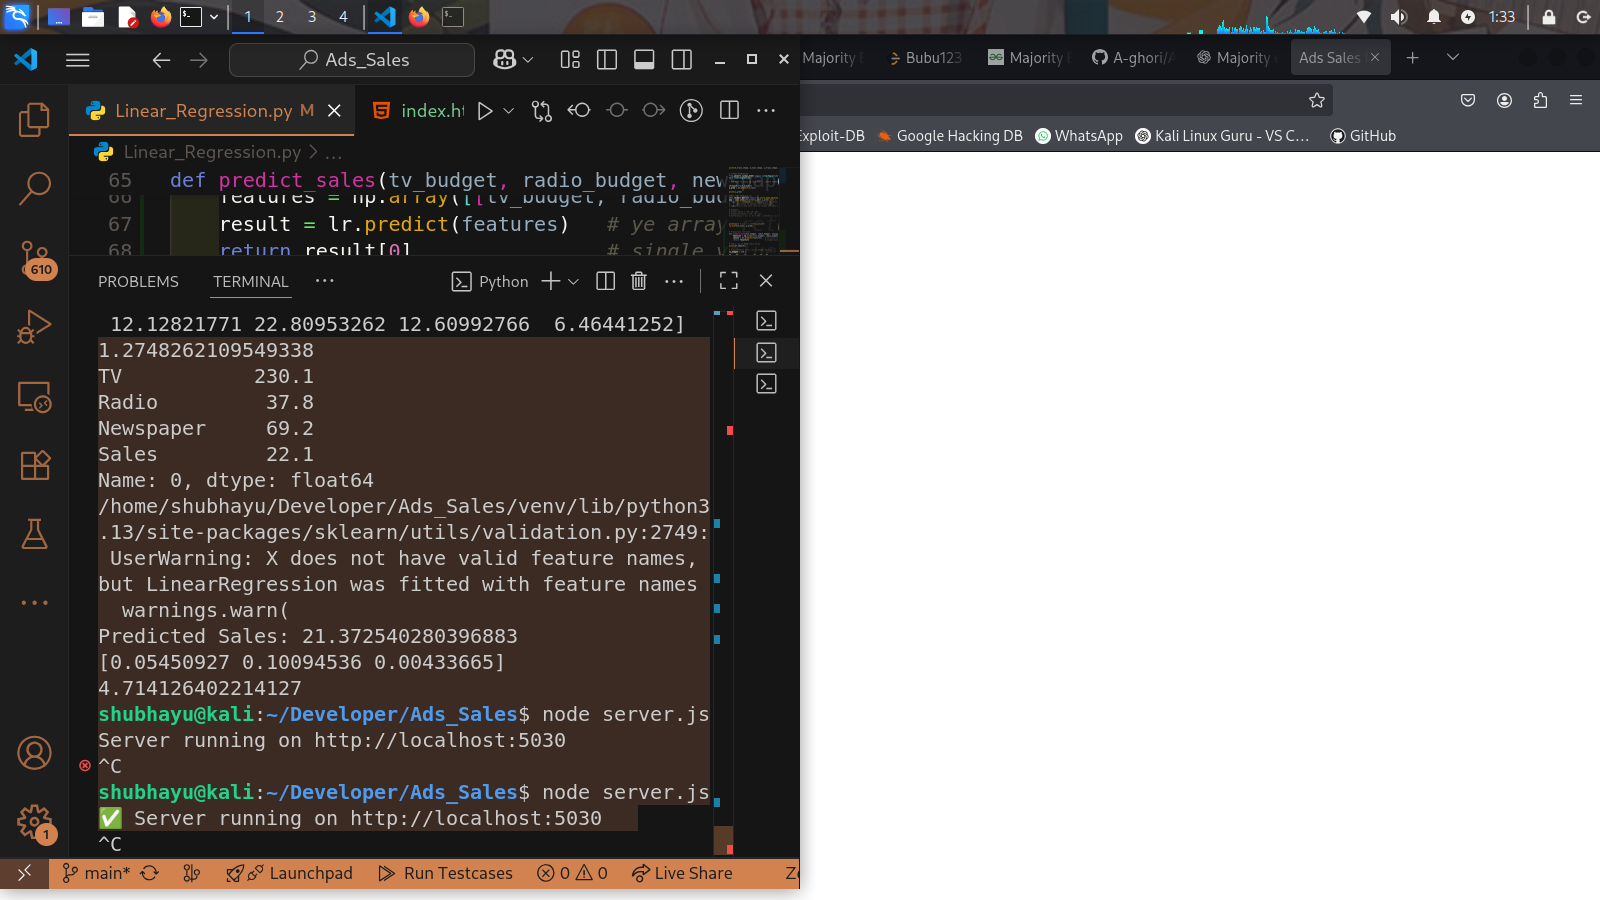 1 2 3 4
1:33
Ads_Sales
Majority
Bubu123
Majority
A-ghori/A
Majority
Ads Sales
Linear_Regression.py M
index.ht
Linear_Regression.py > ...
Exploit-DB
Google Hacking DB
WhatsApp
Kali Linux Guru - VS C...
GitHub
65 def predict_sales(tv_budget, radio_budget, newspape
66 features = np.array([[tv_budget, radio_bud
67 result = lr.predict(features) # ye array
68 return result[0] # single v
610
PROBLEMS
TERMINAL
Python
12.12821771 22.80953262 12.60992766 6.46441252]
1.2748262109549338
TV 230.1
Radio 37.8
Newspaper 69.2
Sales 22.1
Name: 0, dtype: float64
/home/shubhayu/Developer/Ads_Sales/venv/lib/python3
.13/site-packages/sklearn/utils/validation.py:2749:
UserWarning: X does not have valid feature names,
but LinearRegression was fitted with feature names
warnings.warn(
Predicted Sales: 21.372540280396883
[0.05450927 0.10094536 0.00433665]
4.714126402214127
shubhayu@kali:~/Developer/Ads_Sales$ node server.js
Server running on http://localhost:5030
^C
shubhayu@kali:~/Developer/Ads_Sales$ node server.js
✅ Server running on http://localhost:5030
^C
1
main*
Launchpad
Run Testcases
0
0
Live Share